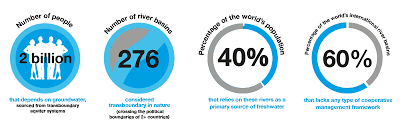 Number of people
2 billion
that depends on groundwater,
sourced from transboundary
aquifer systems
Number of river basins
276
considered
transboundary in nature
(crossing the political
boundaries of 2+ countries)
Percentage of the world's population
40%
that relies on these rivers as a
primary source of freshwater
Percentage of the world's international river basins
60%
that lacks any type of cooperative
management framework